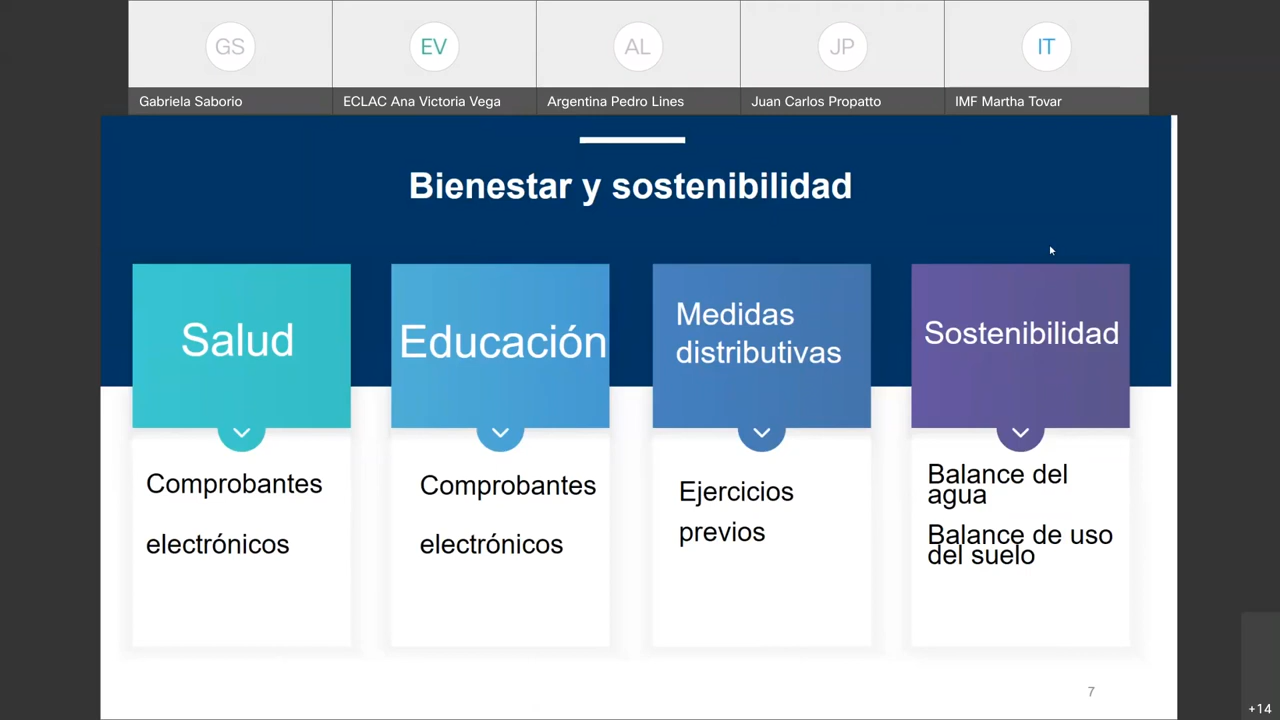 GS
EV
AL
JP
IT
Gabriela Saborio
ECLAC Ana Victoria Vega
Argentina Pedro Lines
Juan Carlos Propatto
IMF Martha Tovar
Bienestar y sostenibilidad
Salud
Educación
Medidas
distributivas
Sostenibilidad
Comprobantes
electrónicos
Comprobantes
electrónicos
Ejercicios
previos
Balance del
agua
Balance de uso
del suelo
7
+14